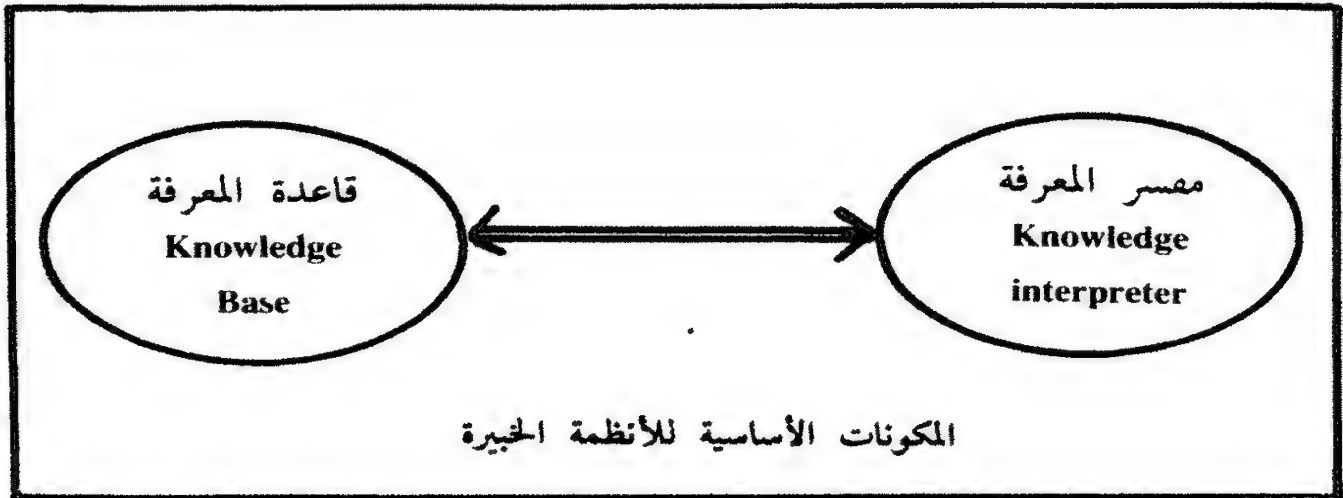 قاعدة المعرفة
Knowledge
Base
مفسر المعرفة
Knowledge
interpreter
المكونات الأساسية للأنظمة الخبيرة